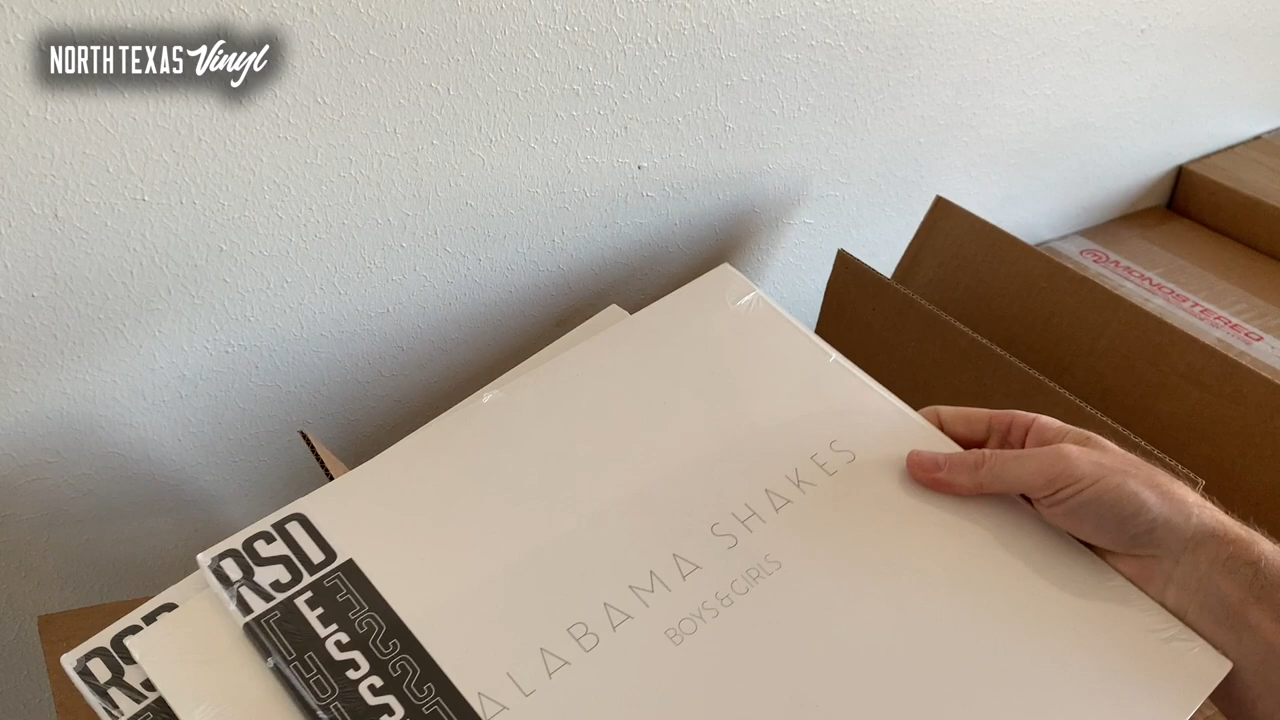 NORTH TEXAS Vinyl
MONOSTEREO
ALABAMA SHAKES
BOYS & GIRLS
RSD
RSD